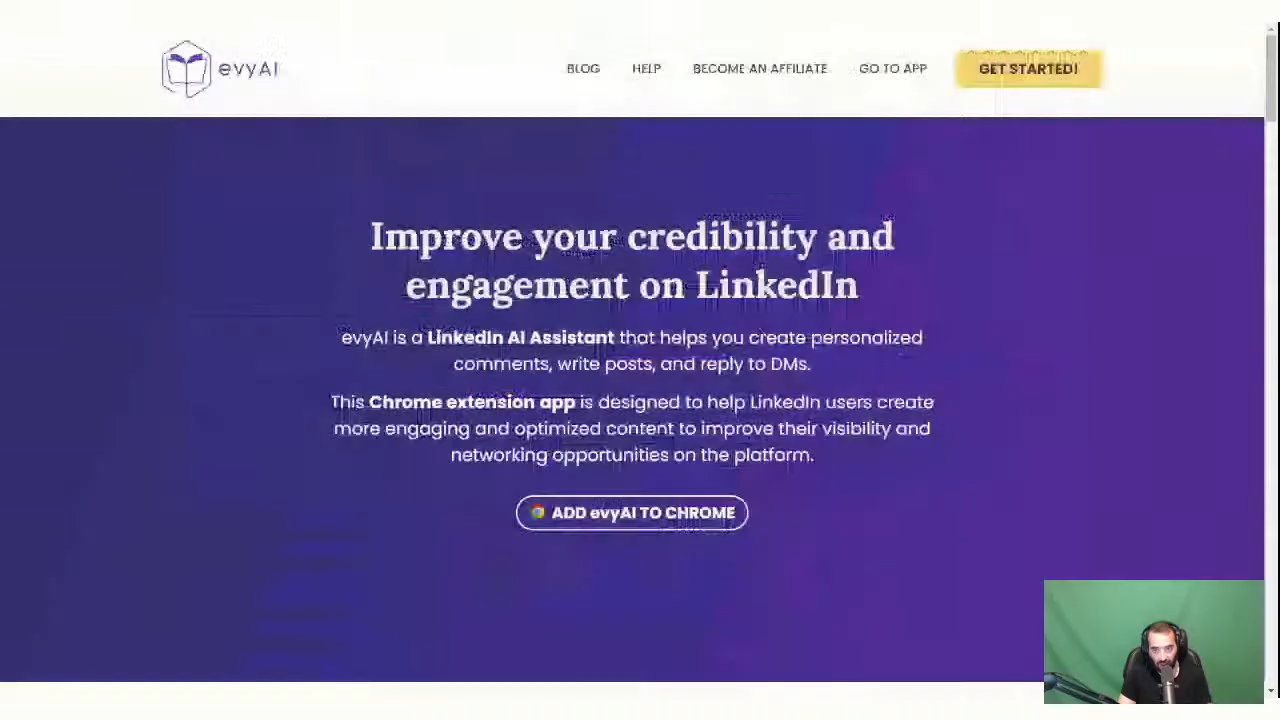 evyAI
BLOG
HELP
BECOME AN AFFILIATE
GO TO APP
GET STARTED!
Improve your credibility and
engagement on LinkedIn
evyAI is a LinkedIn AI Assistant that helps you create personalized
comments, write posts, and reply to DMs.
This Chrome extension app is designed to help LinkedIn users create
more engaging and optimized content to improve their visibility and
networking opportunities on the platform.
ADD evyAI TO CHROME